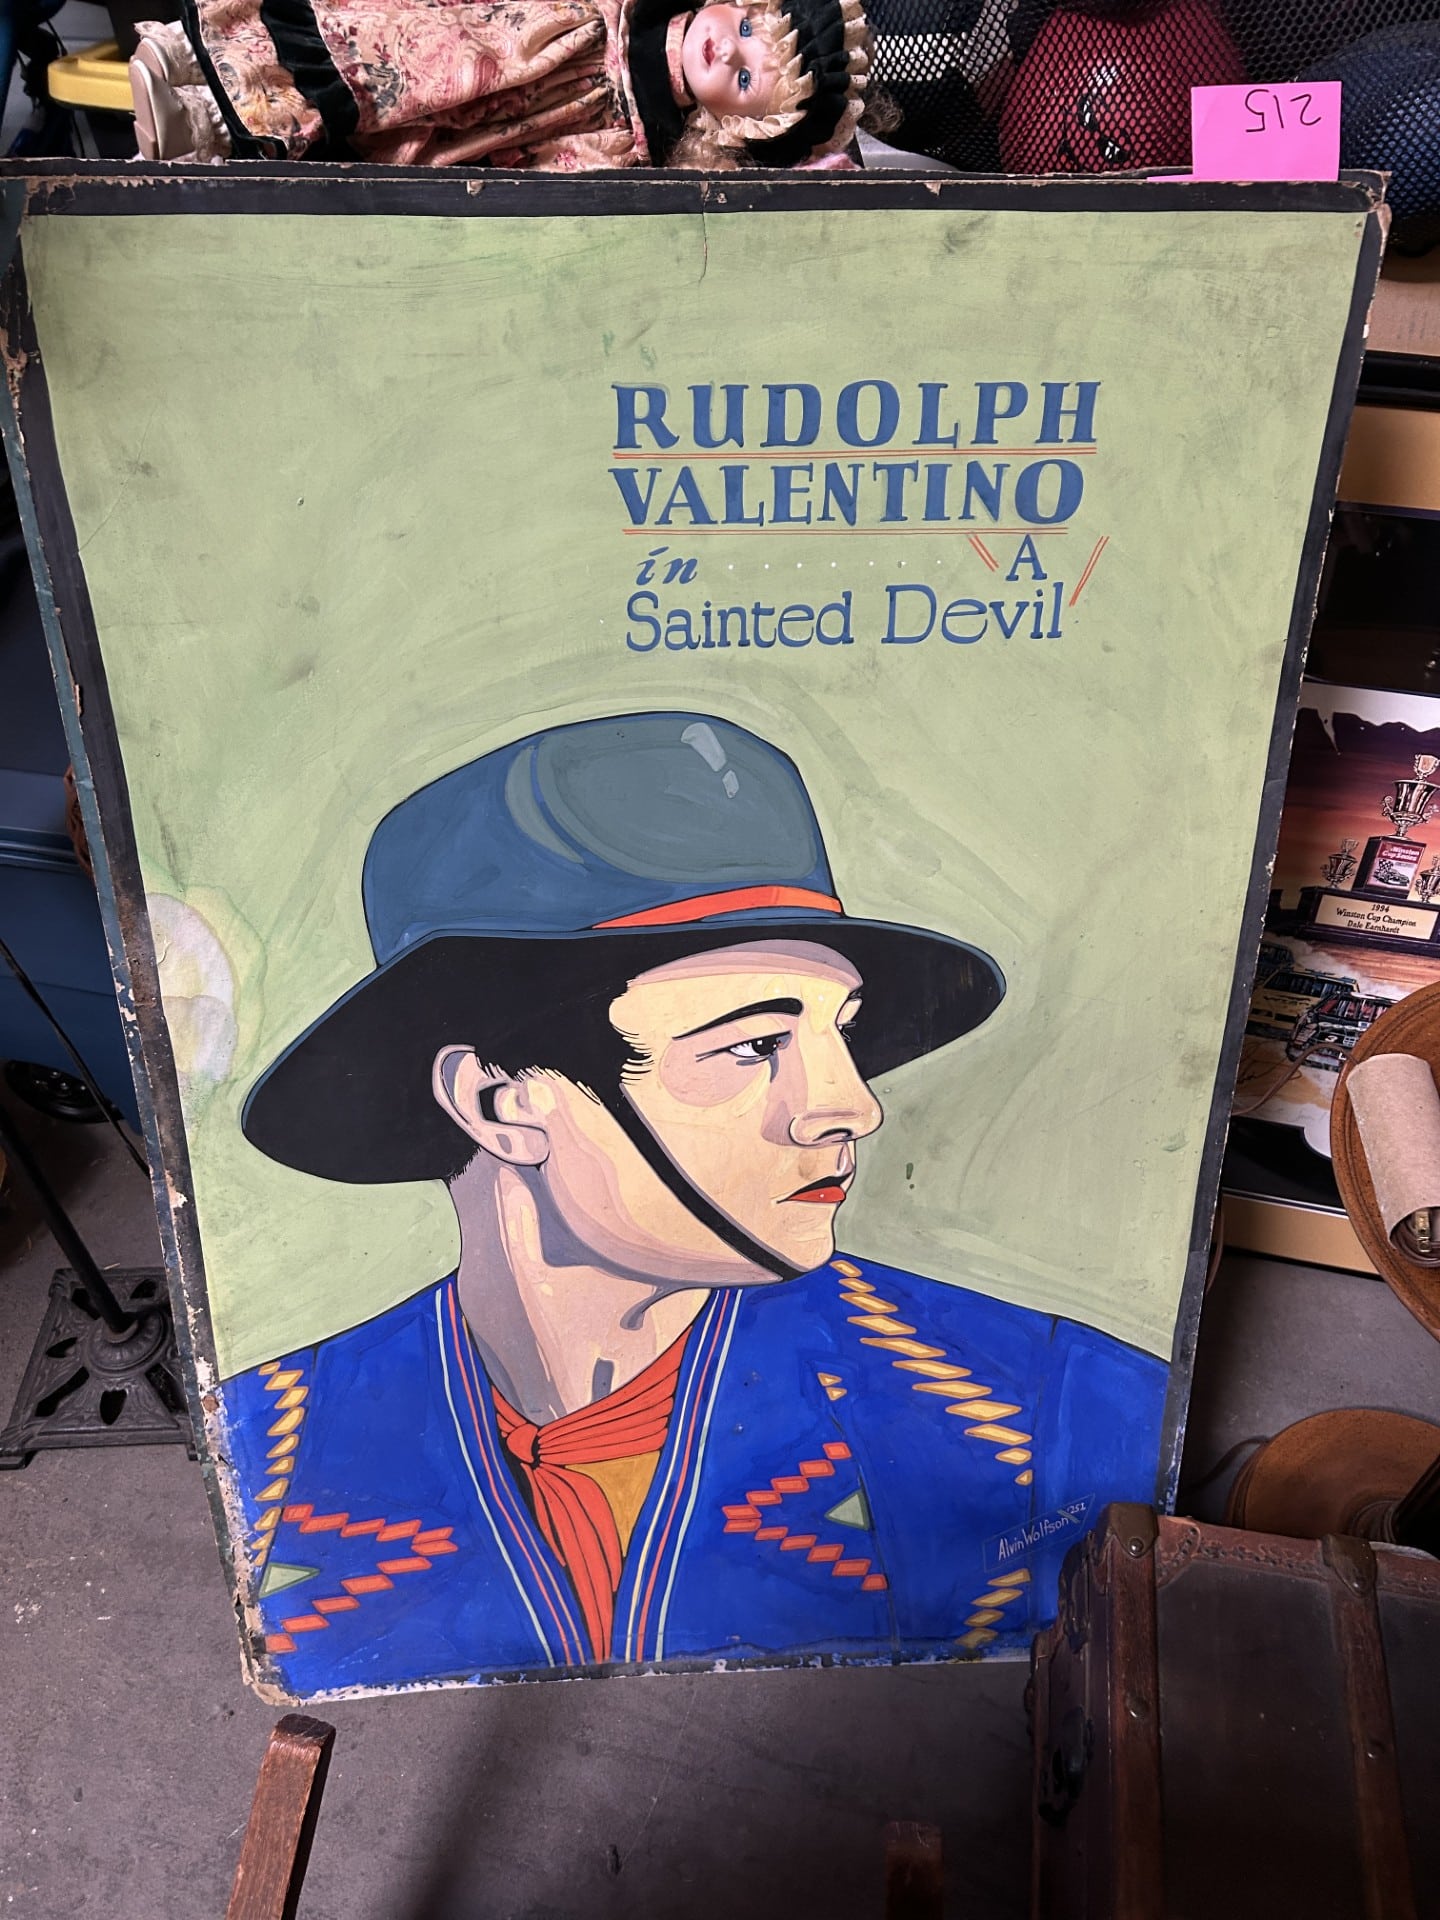 215
RUDOLPH
VALENTINO
in ....... "A
Sainted Devil"
Alvin Wolfson
1994
Winston Cup Champion
Dale Earnhardt